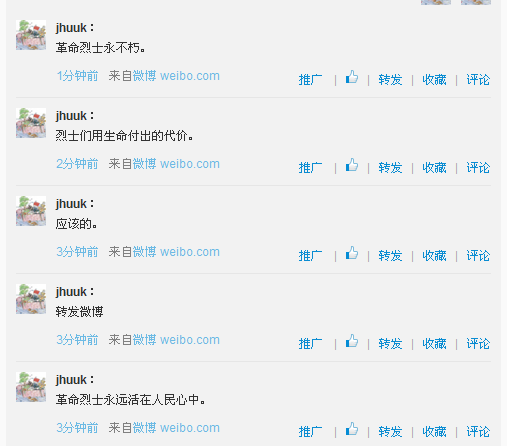 jhuuk：
革命烈士永不朽。
1分钟前 来自微博 weibo.com 推广 | | 转发 | 收藏 | 评论
jhuuk：
烈士们用生命付出的代价。
2分钟前 来自微博 weibo.com 推广 | | 转发 | 收藏 | 评论
jhuuk：
应该的。
3分钟前 来自微博 weibo.com 推广 | | 转发 | 收藏 | 评论
jhuuk：
转发微博
3分钟前 来自微博 weibo.com 推广 | | 转发 | 收藏 | 评论
jhuuk：
革命烈士永远活在人民心中。
3分钟前 来自微博 weibo.com 推广 | | 转发 | 收藏 | 评论